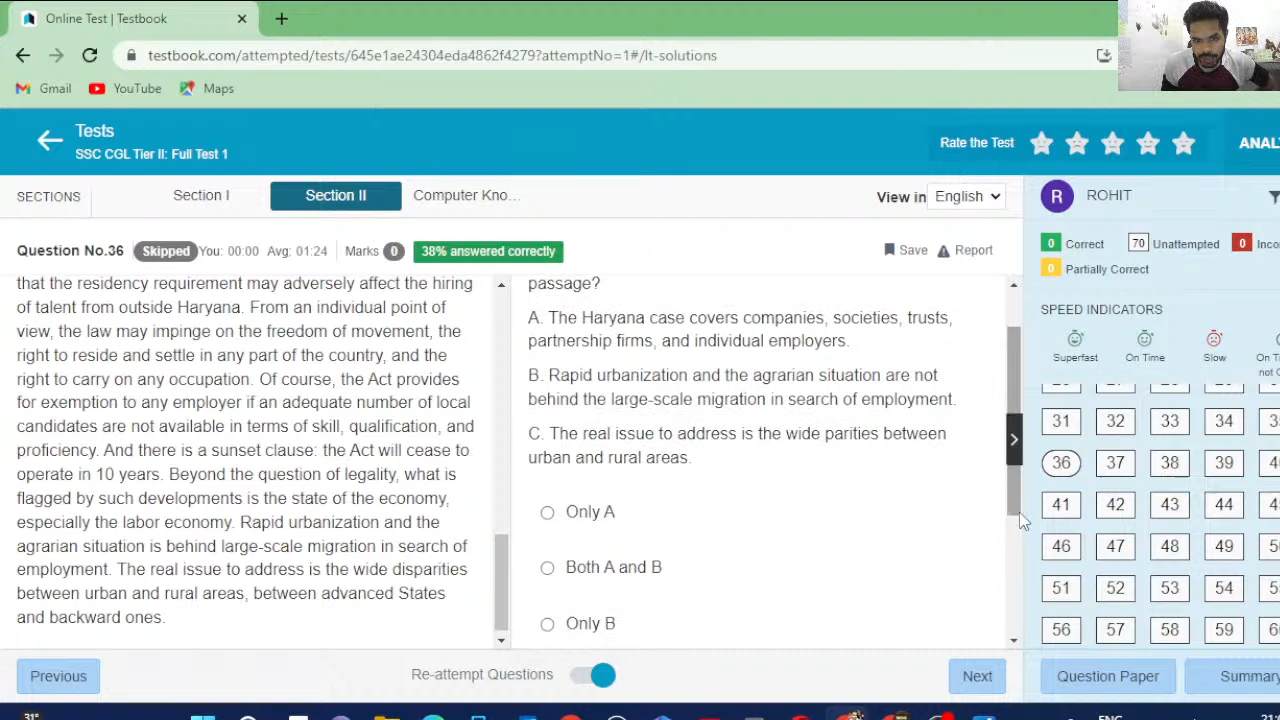 Online Test | Testbook
testbook.com/attempted/tests/645e1ae24304eda4862f4279?attemptNo=1#/lt-solutions
Gmail YouTube Maps
Tests
SSC CGL Tier II: Full Test 1
Rate the Test
ANAL
SECTIONS Section I Section II Computer Kno... View in English
R ROHIT
Question No.36 Skipped You: 00:00 Avg: 01:24 Marks 0 38% answered correctly Save Report
0 Correct 70 Unattempted 0 Inco
0 Partially Correct
SPEED INDICATORS
Superfast On Time Slow On Ti
not C
that the residency requirement may adversely affect the hiring
of talent from outside Haryana. From an individual point of
view, the law may impinge on the freedom of movement, the
right to reside and settle in any part of the country, and the
right to carry on any occupation. Of course, the Act provides
for exemption to any employer if an adequate number of local
candidates are not available in terms of skill, qualification, and
proficiency. And there is a sunset clause: the Act will cease to
operate in 10 years. Beyond the question of legality, what is
flagged by such developments is the state of the economy,
especially the labor economy. Rapid urbanization and the
agrarian situation is behind large-scale migration in search of
employment. The real issue to address is the wide disparities
between urban and rural areas, between advanced States
and backward ones.
passage?
A. The Haryana case covers companies, societies, trusts,
partnership firms, and individual employers.
B. Rapid urbanization and the agrarian situation are not
behind the large-scale migration in search of employment.
C. The real issue to address is the wide parities between
urban and rural areas.
Only A
Both A and B
Only B
31 32 33 34
36 37 38 39
41 42 43 44
46 47 48 49
51 52 53 54
56 57 58 59
Previous Re-attempt Questions Next Question Paper Summary
31°
ENG